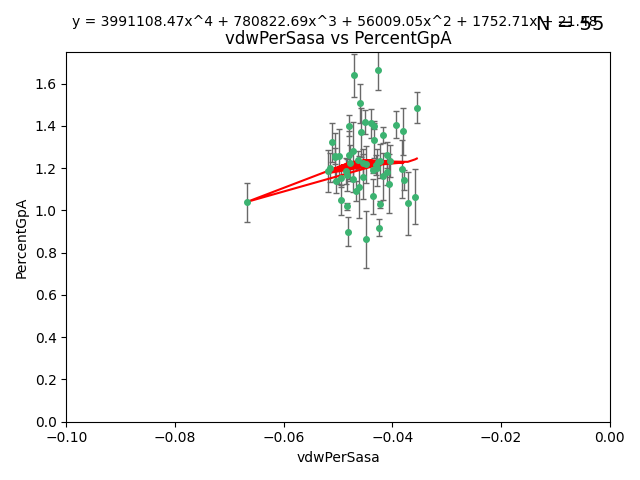 y = 3991108.47x^4 + 780822.69x^3 + 56009.05x^2 + 1752.71x + 21.48
N = 55
vdwPerSasa vs PercentGpA
1.6
1.4
1.2
1.0
0.8
0.6
0.4
0.2
0.0
PercentGpA
−0.10 −0.08 −0.06 −0.04 −0.02 0.00
vdwPerSasa